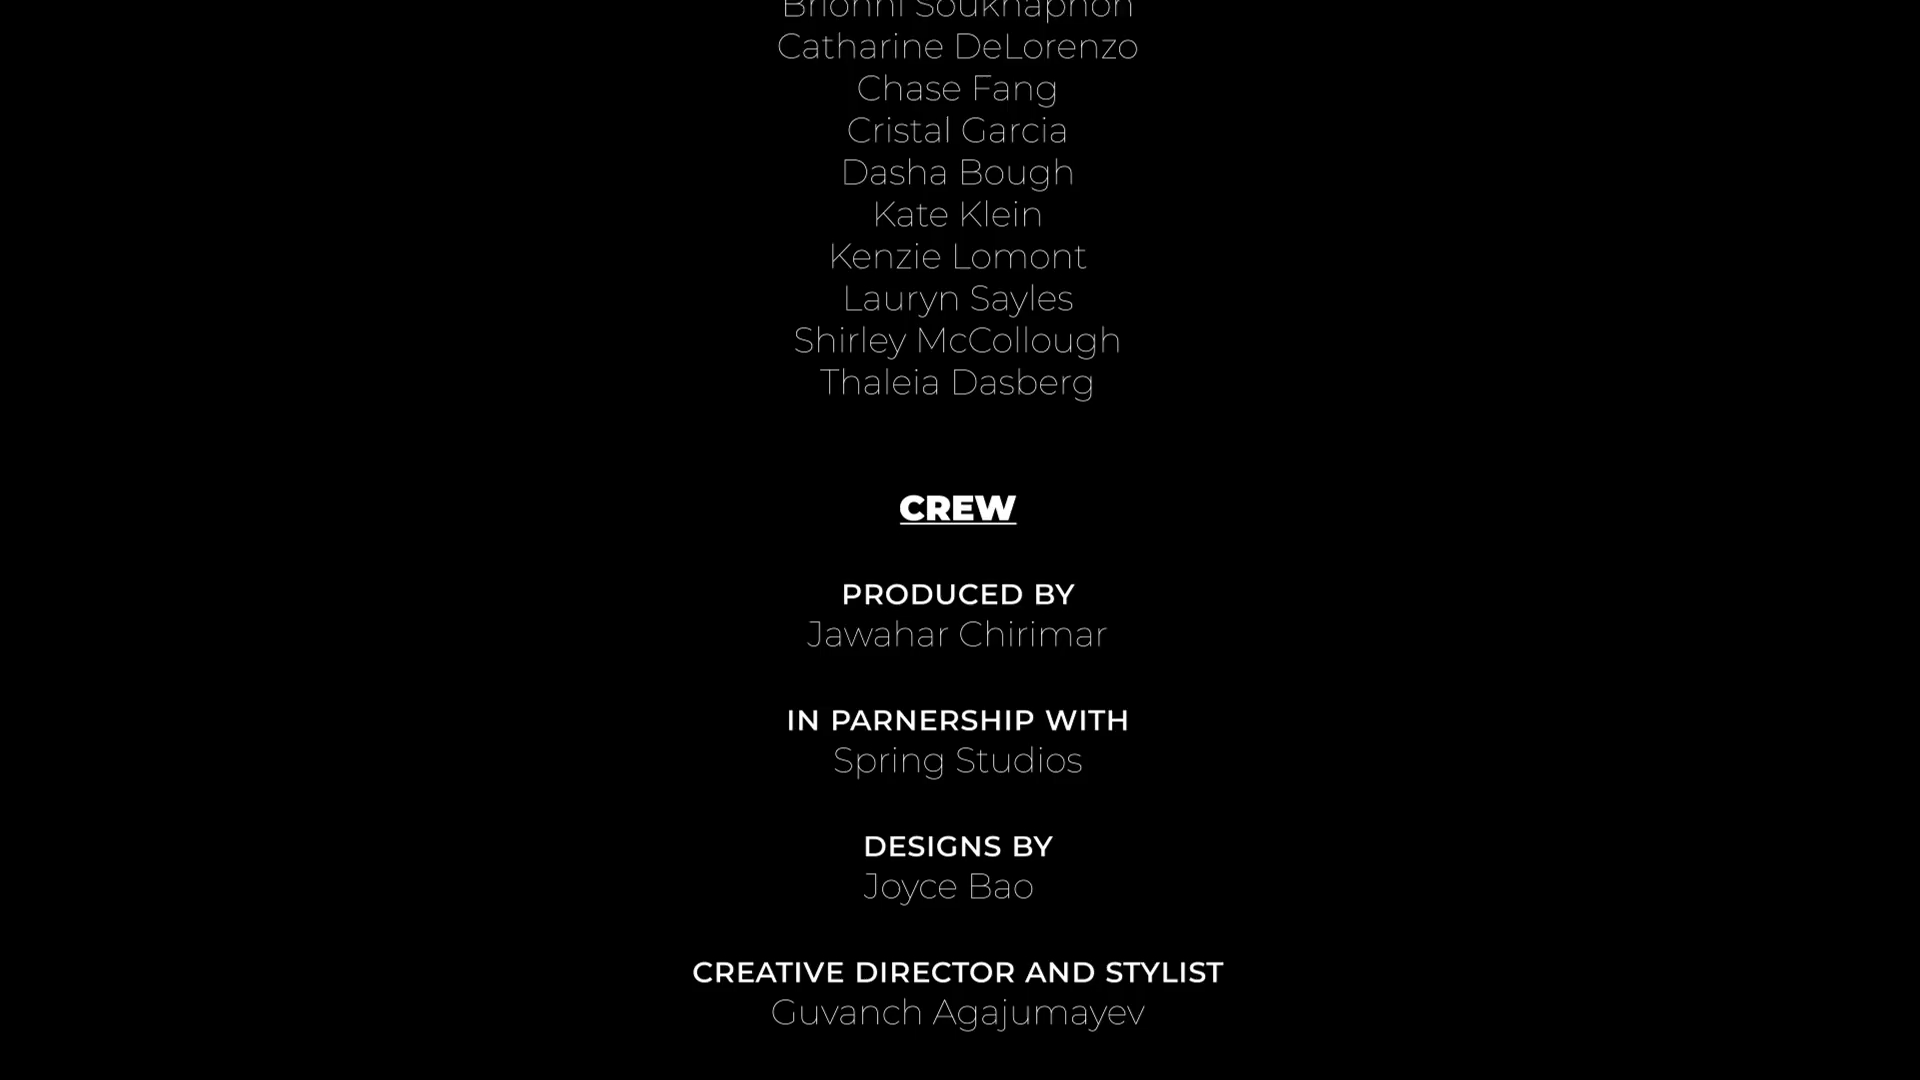 Brionni Soukhaphon
Catharine DeLorenzo
Chase Fang
Cristal Garcia
Dasha Bough
Kate Klein
Kenzie Lomont
Lauryn Sayles
Shirley McCollough
Thaleia Dasberg
CREW
PRODUCED BY
Jawahar Chirimar
IN PARNERSHIP WITH
Spring Studios
DESIGNS BY
Joyce Bao
CREATIVE DIRECTOR AND STYLIST
Guvanch Agajumayev